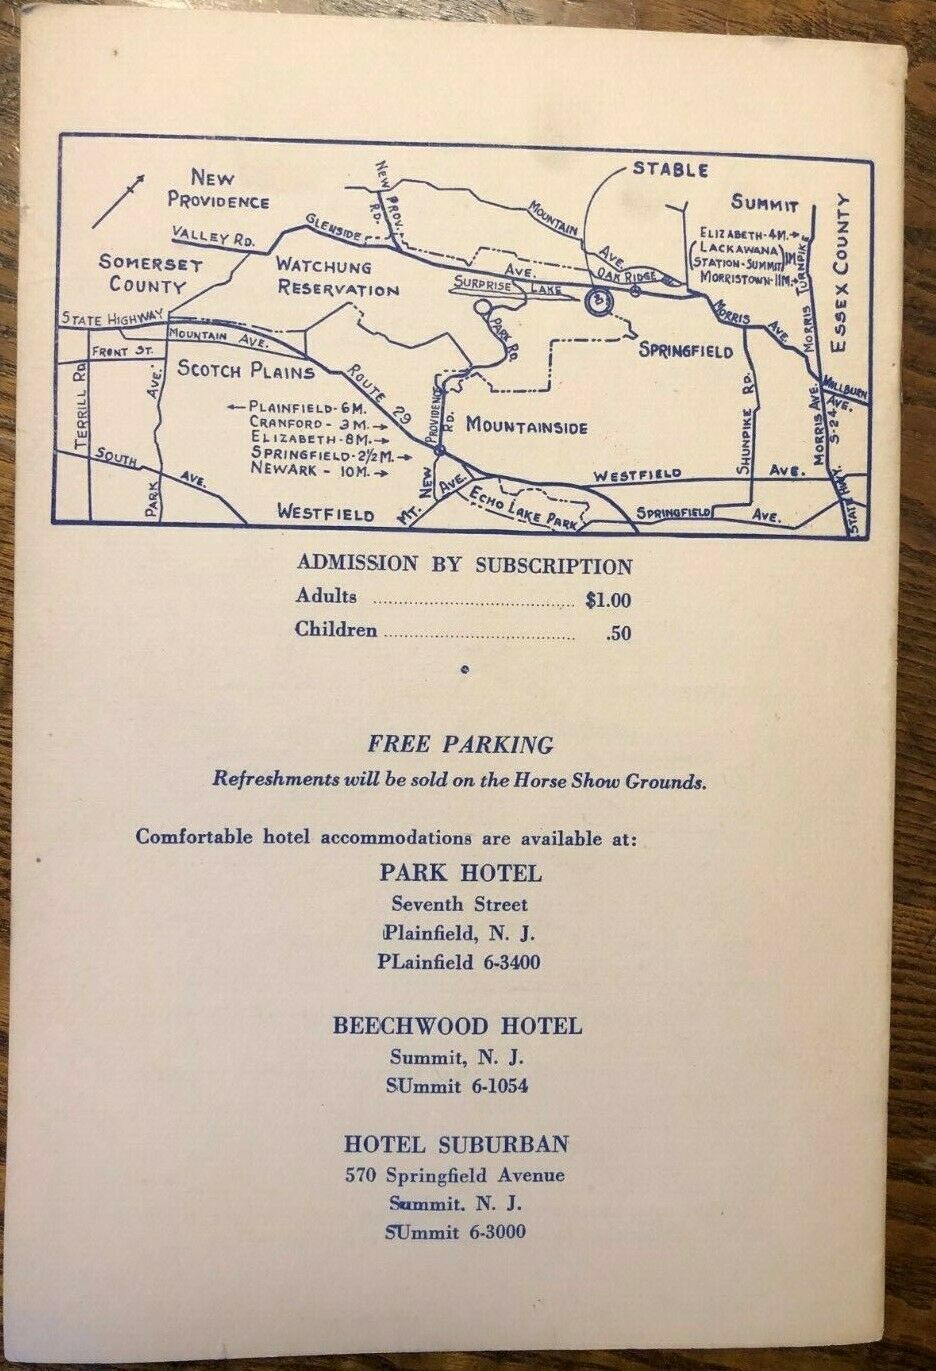 STABLE
NEW
PROVIDENCE
NEW PROV.
RD.
MOUNTAIN
AVE.
SUMMIT
ELIZABETH-4M.→
(LACKAWANA
STATION-SUMMIT) 1M.
MORRISTOWN-11M.→
MORRIS TURNPIKE
ESSEX COUNTY
VALLEY RD.
GLENSIDE
AVE.
OAK RIDGE
SOMERSET
COUNTY
WATCHUNG
RESERVATION
SURPRISE LAKE
PARK RD.
MORRIS AVE.
STATE HIGHWAY
MOUNTAIN AVE.
FRONT ST.
SCOTCH PLAINS
ROUTE 29
SPRINGFIELD
MILLBURN
AVE.
TERRILL RD.
PARK AVE.
←PLAINFIELD-6M.
CRANFORD-3M.→
ELIZABETH-8M.→
SPRINGFIELD-2½M.→
NEWARK - 10M.→
NEW PROVIDENCE RD.
MOUNTAINSIDE
SHUNPIKE RD.
MORRIS AVE.
S-24
STATE HWY.
SOUTH AVE.
WESTFIELD
MT. AVE.
ECHO LAKE PARK
WESTFIELD AVE.
SPRINGFIELD AVE.
ADMISSION BY SUBSCRIPTION
Adults ................................ $1.00
Children .............................. .50
FREE PARKING
Refreshments will be sold on the Horse Show Grounds.
Comfortable hotel accommodations are available at:
PARK HOTEL
Seventh Street
Plainfield, N. J.
PLainfield 6-3400
BEECHWOOD HOTEL
Summit, N. J.
SUmmit 6-1054
HOTEL SUBURBAN
570 Springfield Avenue
Summit. N. J.
SUmmit 6-3000